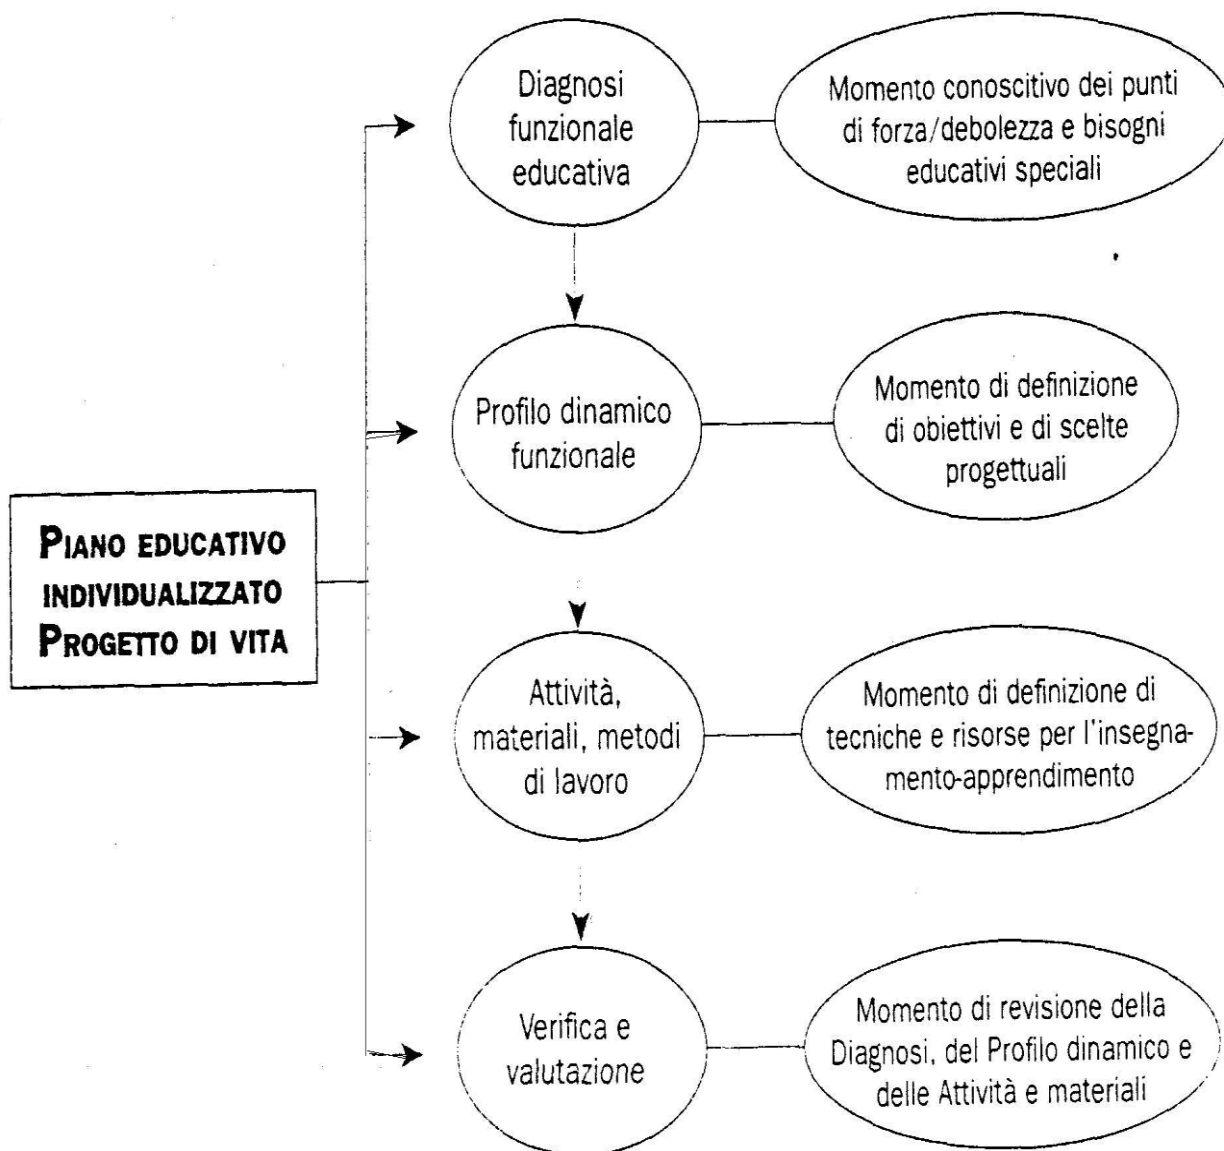 Diagnosi
funzionale
educativa
Momento conoscitivo dei punti
di forza/debolezza e bisogni
educativi speciali
Profilo dinamico
funzionale
Momento di definizione
di obiettivi e di scelte
progettuali
PIANO EDUCATIVO
INDIVIDUALIZZATO
PROGETTO DI VITA
Attività,
materiali, metodi
di lavoro
Momento di definizione di
tecniche e risorse per l'insegna-
mento-apprendimento
Verifica e
valutazione
Momento di revisione della
Diagnosi, del Profilo dinamico e
delle Attività e materiali